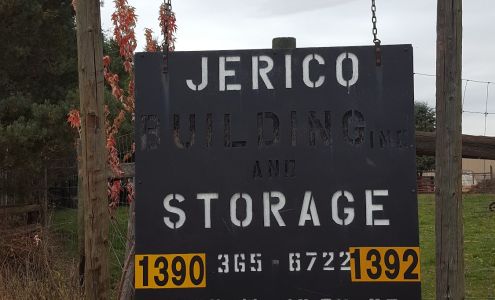 JERICO
BUILDING INC.
AND
STORAGE
1390 365-6722 1392